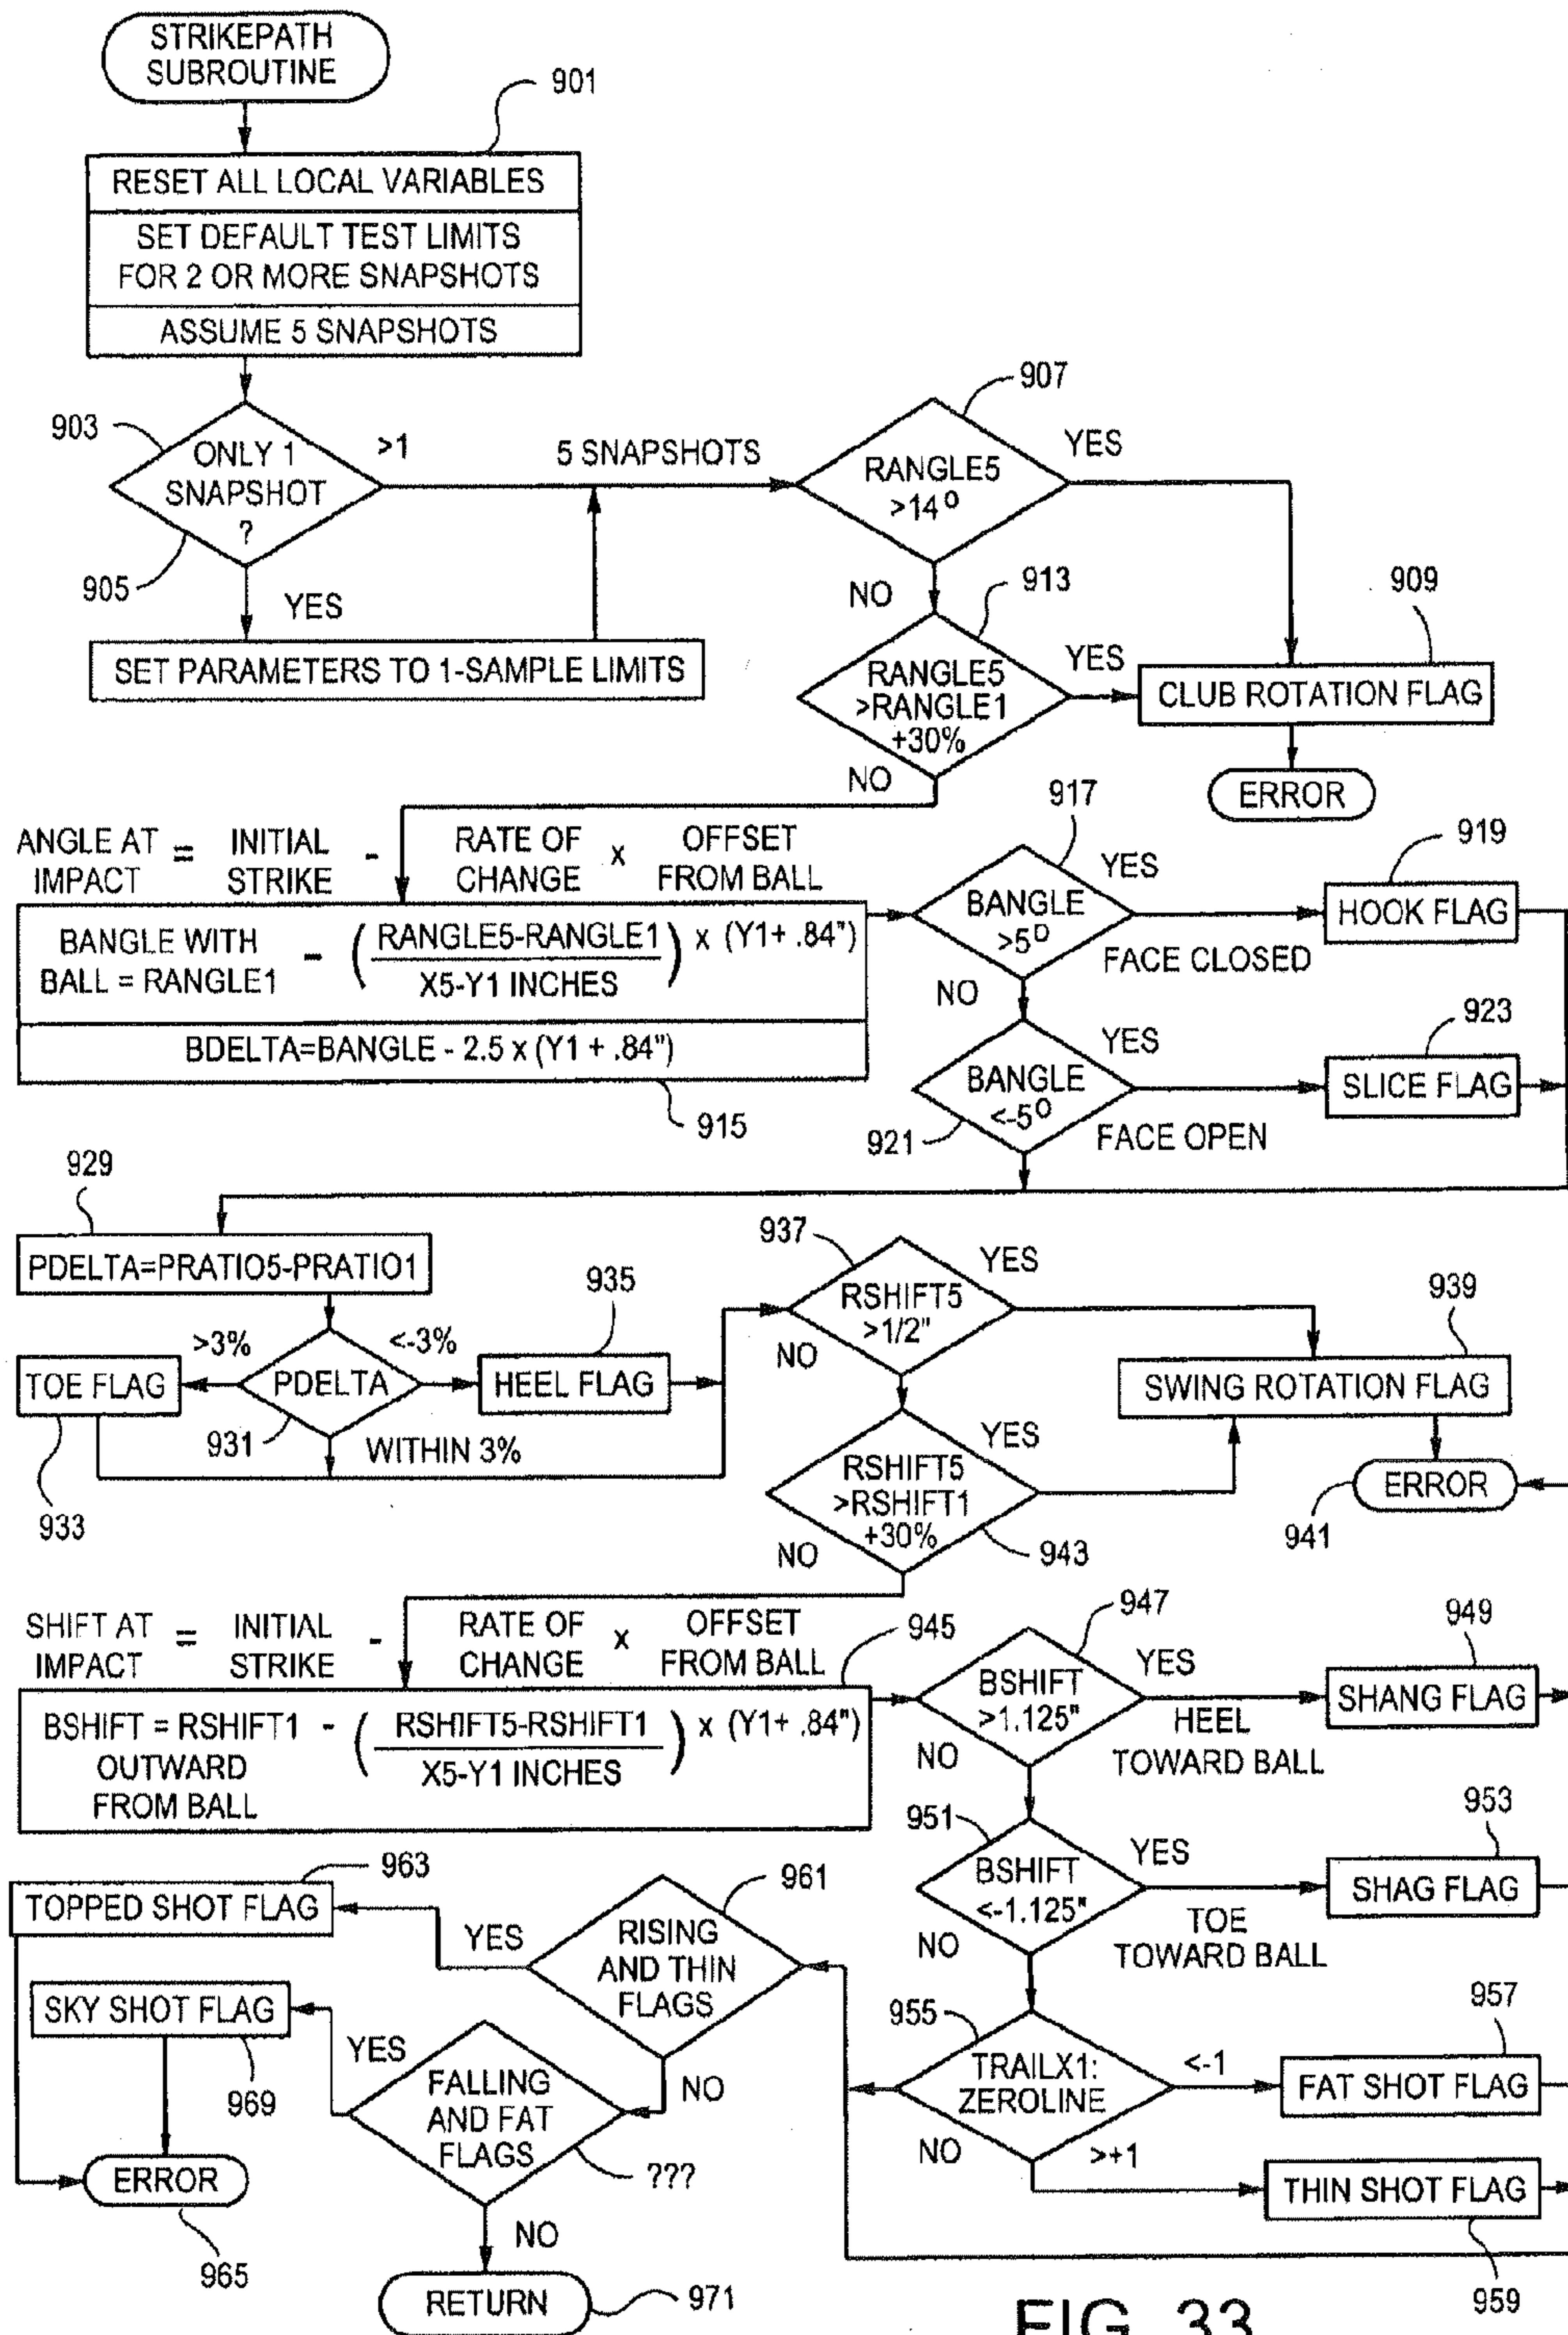 STRIKEPATH
SUBROUTINE
901
RESET ALL LOCAL VARIABLES
SET DEFAULT TEST LIMITS
FOR 2 OR MORE SNAPSHOTS
ASSUME 5 SNAPSHOTS
903
ONLY 1
SNAPSHOT
?
>1
5 SNAPSHOTS
905
YES
SET PARAMETERS TO 1-SAMPLE LIMITS
907
RANGLE5
>14°
YES
NO
913
RANGLE5
>RANGLE1
+30%
YES
NO
909
CLUB ROTATION FLAG
ERROR
ANGLE AT IMPACT = INITIAL STRIKE - RATE OF CHANGE x OFFSET FROM BALL
BANGLE WITH
BALL = RANGLE1 - ( RANGLE5-RANGLE1 / X5-Y1 INCHES ) x (Y1+ .84")
BDELTA=BANGLE - 2.5 x (Y1 + .84")
915
917
BANGLE
>5°
YES
FACE CLOSED
NO
919
HOOK FLAG
921
BANGLE
<-5°
YES
FACE OPEN
923
SLICE FLAG
929
PDELTA=PRATIO5-PRATIO1
>3%
<-3%
PDELTA
931
WITHIN 3%
TOE FLAG
933
935
HEEL FLAG
937
RSHIFT5
>1/2"
YES
NO
939
SWING ROTATION FLAG
ERROR
941
RSHIFT5
>RSHIFT1
+30%
YES
NO
943
SHIFT AT IMPACT = INITIAL STRIKE - RATE OF CHANGE x OFFSET FROM BALL
945
BSHIFT = RSHIFT1 - ( RSHIFT5-RSHIFT1 / X5-Y1 INCHES ) x (Y1+ .84")
OUTWARD
FROM BALL
947
BSHIFT
>1.125"
YES
HEEL
TOWARD BALL
NO
949
SHANG FLAG
951
BSHIFT
<-1.125"
YES
TOE
TOWARD BALL
NO
953
SHAG FLAG
955
TRAILX1:
ZEROLINE
<-1
NO
>+1
957
FAT SHOT FLAG
THIN SHOT FLAG
959
961
RISING
AND THIN
FLAGS
YES
NO
963
TOPPED SHOT FLAG
FALLING
AND FAT
FLAGS
???
YES
NO
SKY SHOT FLAG
969
ERROR
965
RETURN
971
FIG. 33